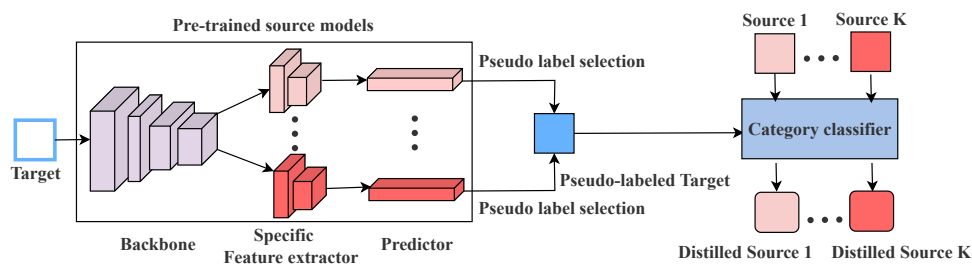 Pre-trained source models
Source 1
Source K
Pseudo label selection
Target
Category classifier
Pseudo-labeled Target
Pseudo label selection
Backbone
Specific
Feature extractor
Predictor
Distilled Source 1
Distilled Source K